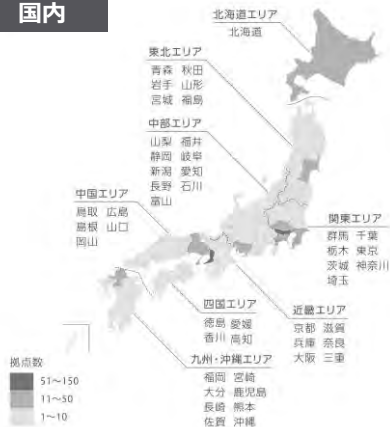 国内
北海道エリア
北海道
東北エリア
青森 秋田
岩手 山形
宮城 福島
中部エリア
山梨 福井
静岡 岐阜
新潟 愛知
長野 石川
富山
中国エリア
鳥取 広島
島根 山口
岡山
関東エリア
群馬 千葉
栃木 東京
茨城 神奈川
埼玉
四国エリア
徳島 愛媛
香川 高知
近畿エリア
京都 滋賀
兵庫 奈良
大阪 三重
九州・沖縄エリア
福岡 宮崎
大分 鹿児島
長崎 熊本
佐賀 沖縄
拠点数
51~150
11~50
1~10